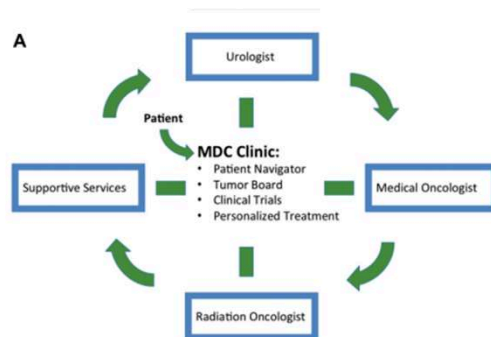 A
Urologist
Patient
MDC Clinic:
• Patient Navigator
• Tumor Board
• Clinical Trials
• Personalized Treatment
Supportive Services
Medical Oncologist
Radiation Oncologist